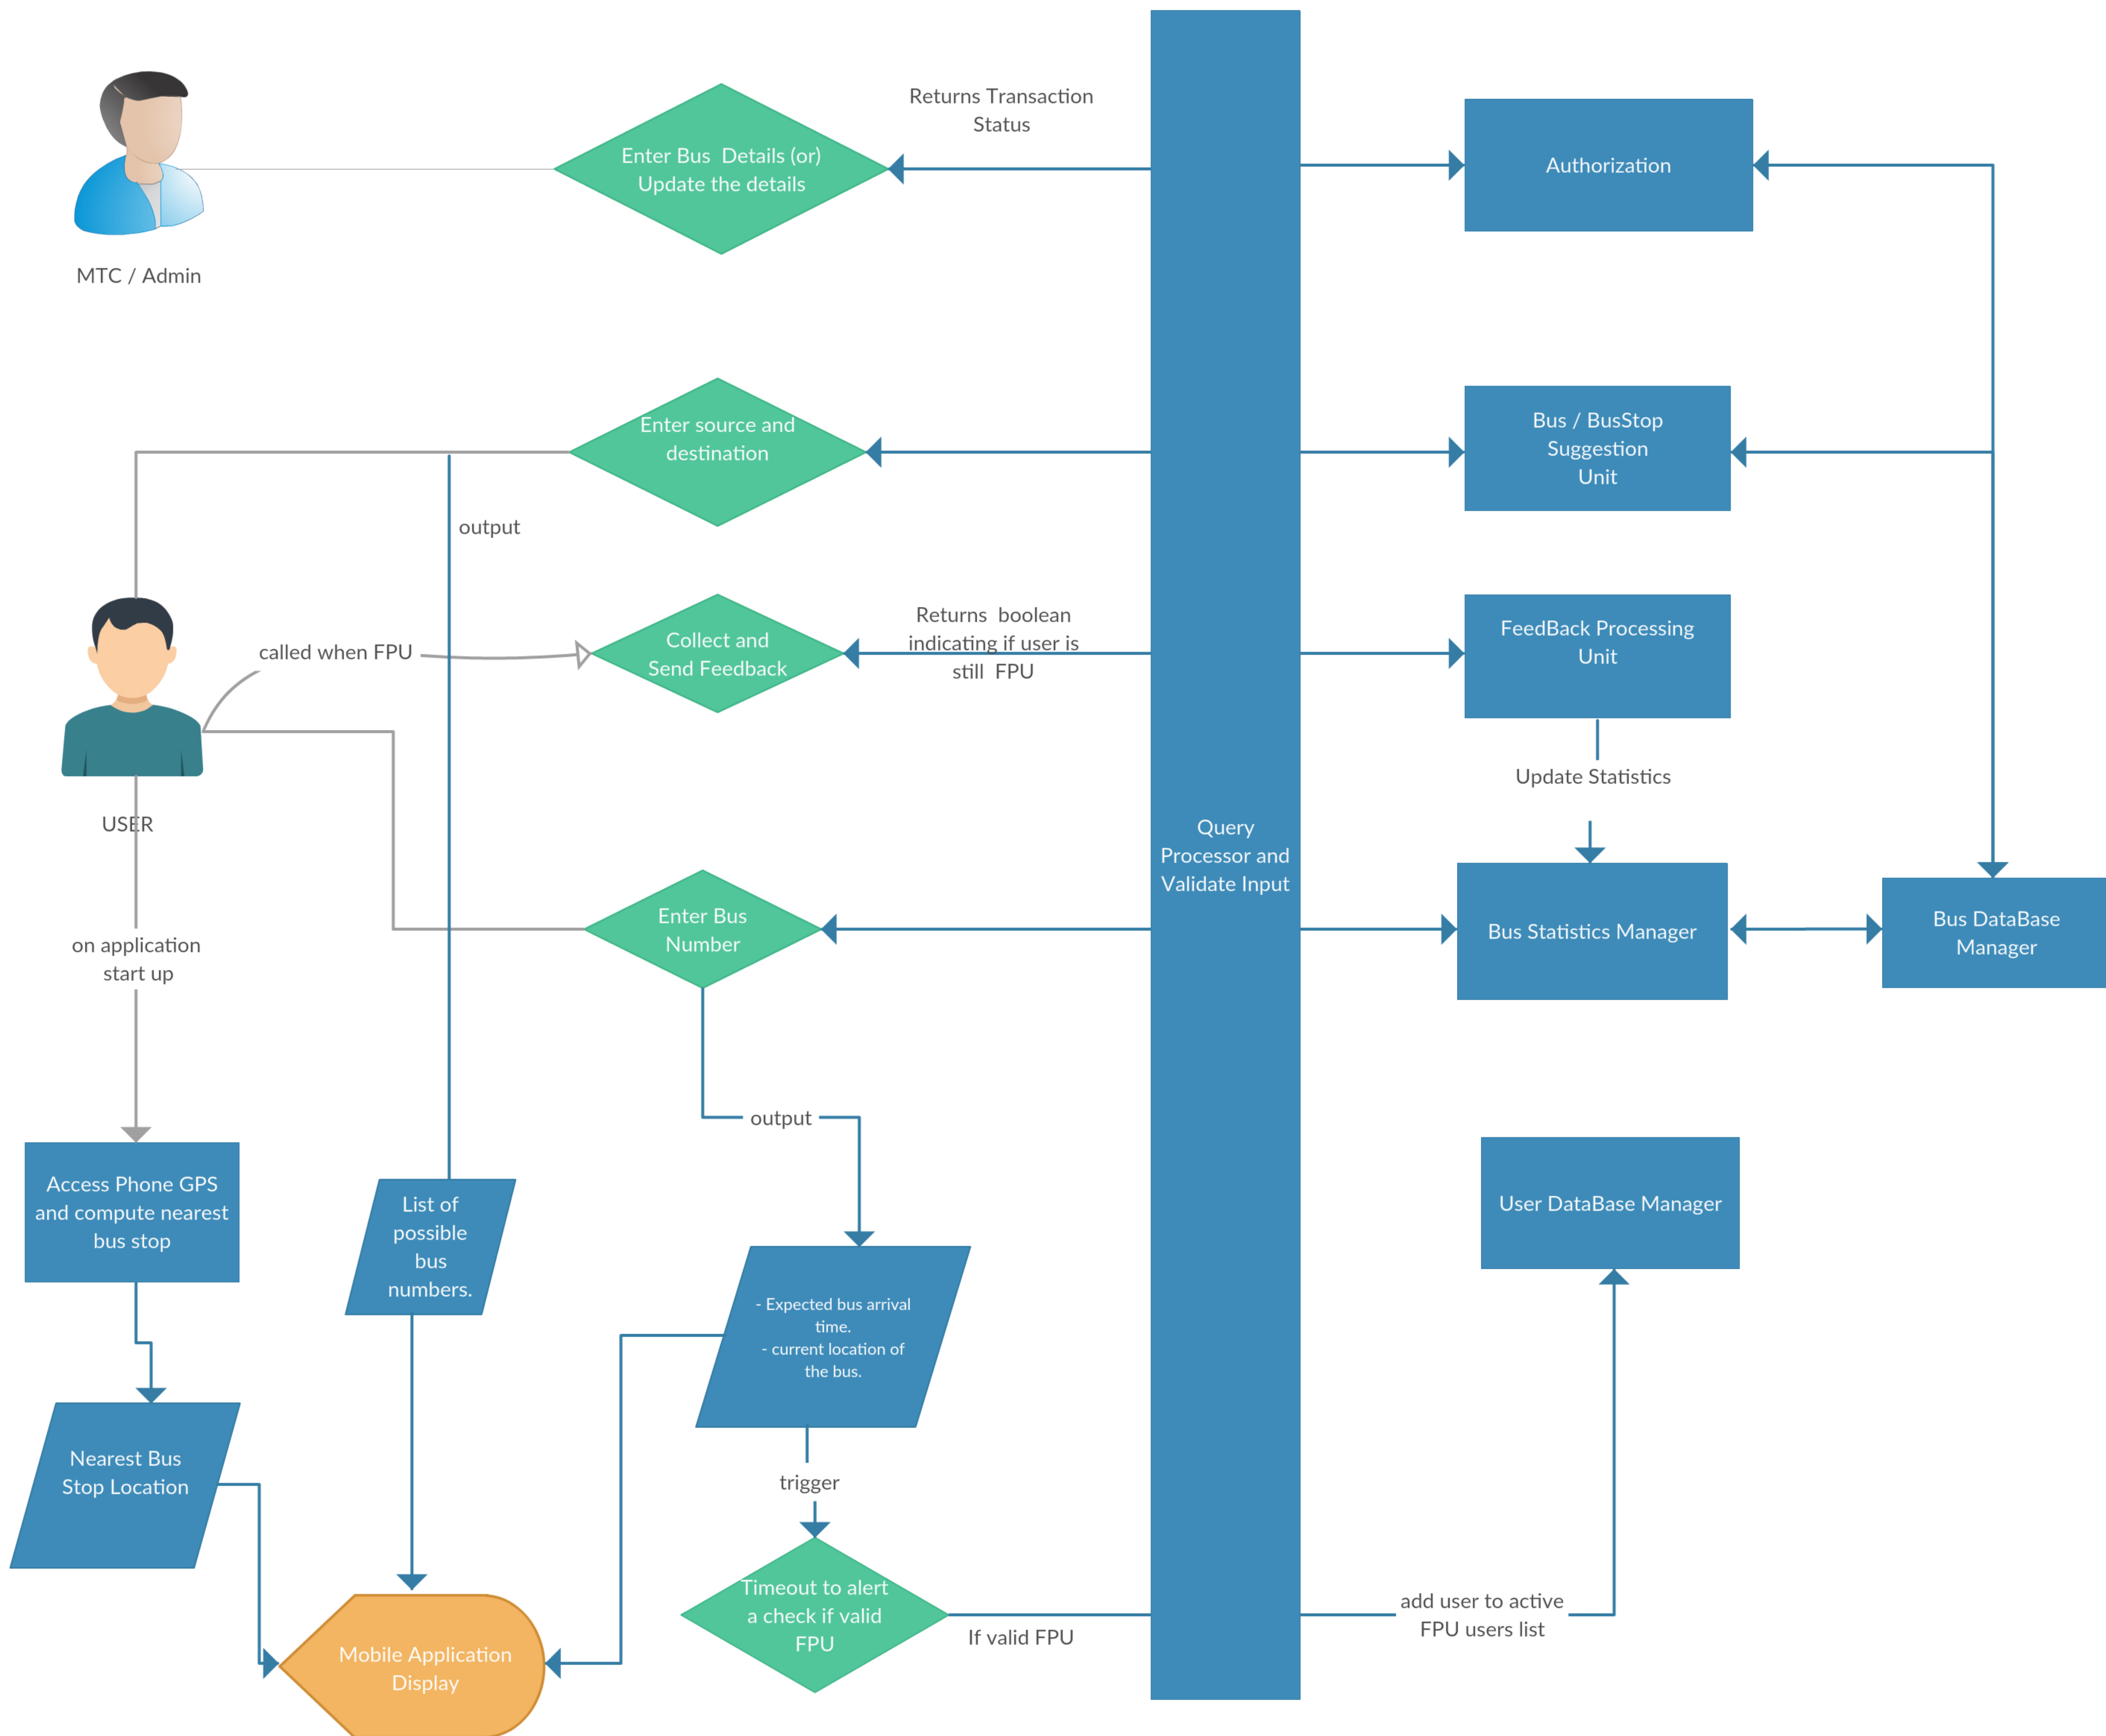 Returns Transaction
Status
Enter Bus  Details (or)
Update the details
Authorization
MTC / Admin
Enter source and
destination
Bus / BusStop
Suggestion
Unit
output
called when FPU
Collect and
Send Feedback
Returns  boolean
indicating if user is
still  FPU
FeedBack Processing
Unit
Update Statistics
USER
Query
Processor and
Validate Input
Enter Bus
Number
Bus Statistics Manager
Bus DataBase
Manager
on application
start up
output
Access Phone GPS
and compute nearest
bus stop
List of
possible
bus
numbers.
User DataBase Manager
- Expected bus arrival
time.
- current location of
the bus.
Nearest Bus
Stop Location
trigger
Timeout to alert
a check if valid
FPU
If valid FPU
add user to active
FPU users list
Mobile Application
Display